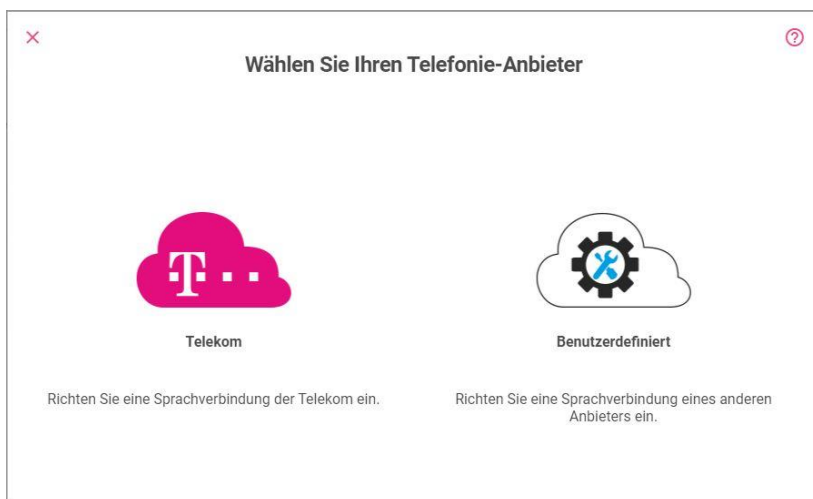 Wählen Sie Ihren Telefonie-Anbieter
T
Telekom
Benutzerdefiniert
Richten Sie eine Sprachverbindung der Telekom ein.
Richten Sie eine Sprachverbindung eines anderen
Anbieters ein.